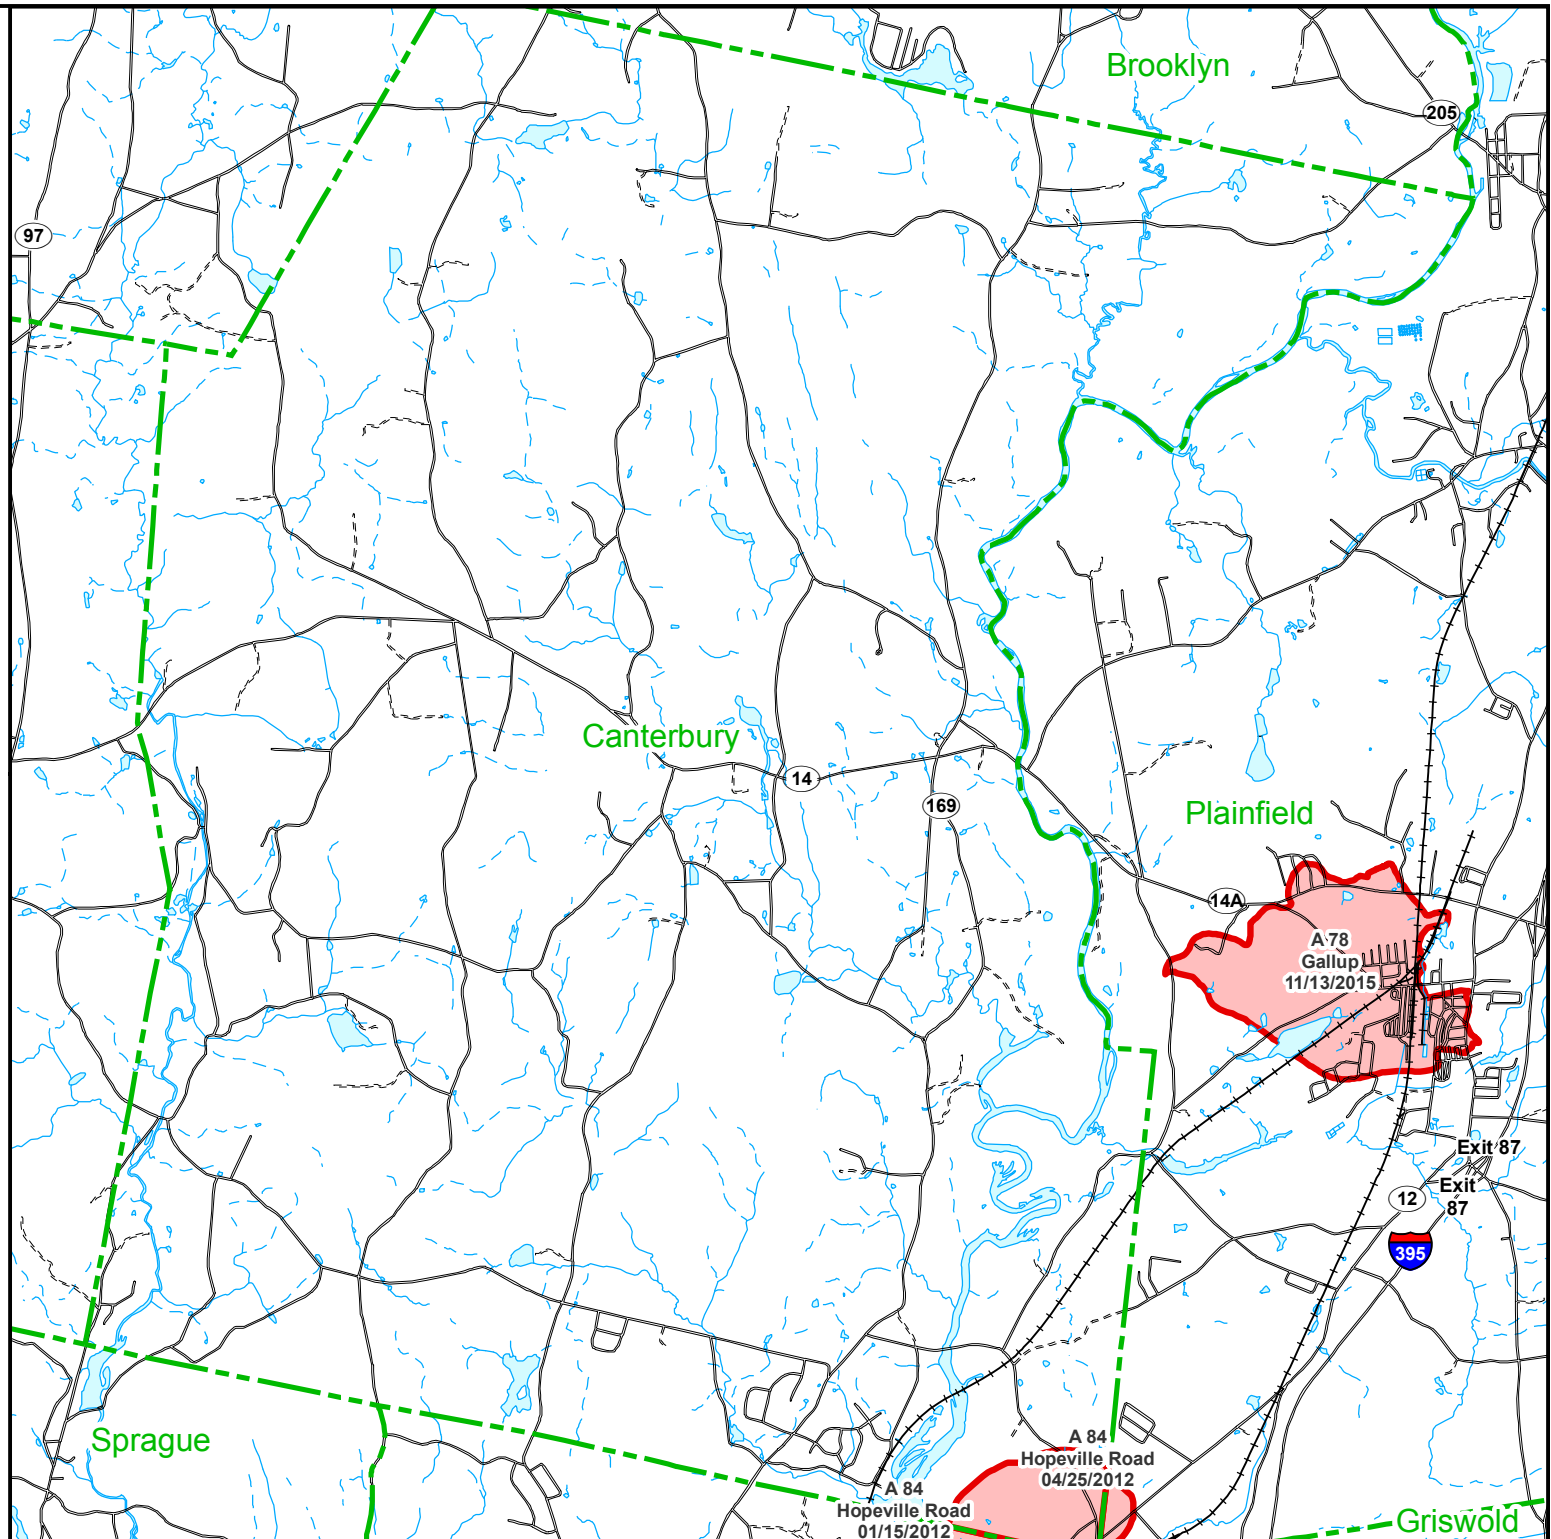 Brooklyn
205
97
Canterbury
14
169
Plainfield
14A
A 78
Gallup
11/13/2015
Exit 87
Exit
87
12
395
Sprague
A 84
Hopeville Road
04/25/2012
A 84
Hopeville Road
01/15/2012
Griswold